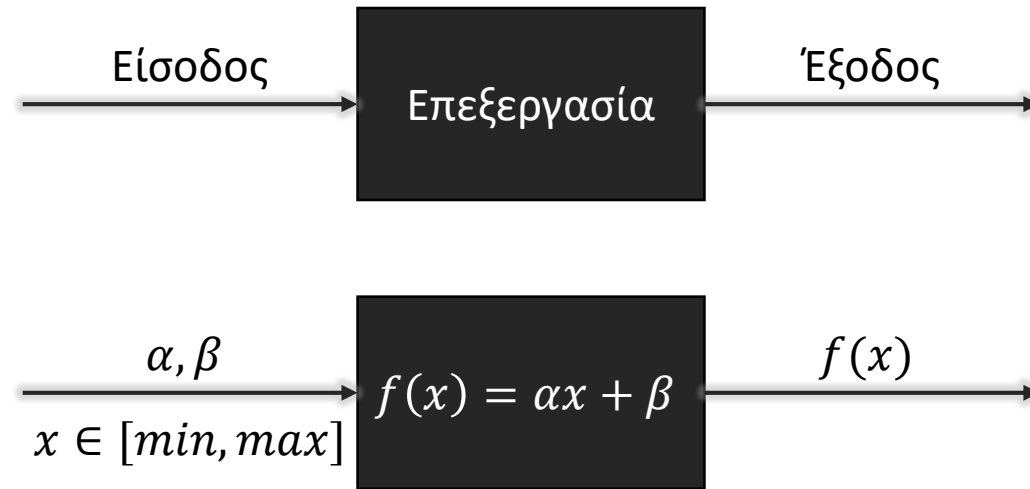 Είσοδος
Επεξεργασία
Έξοδος
α, β
x ∈ [min, max]
f(x) = αx + β
f(x)